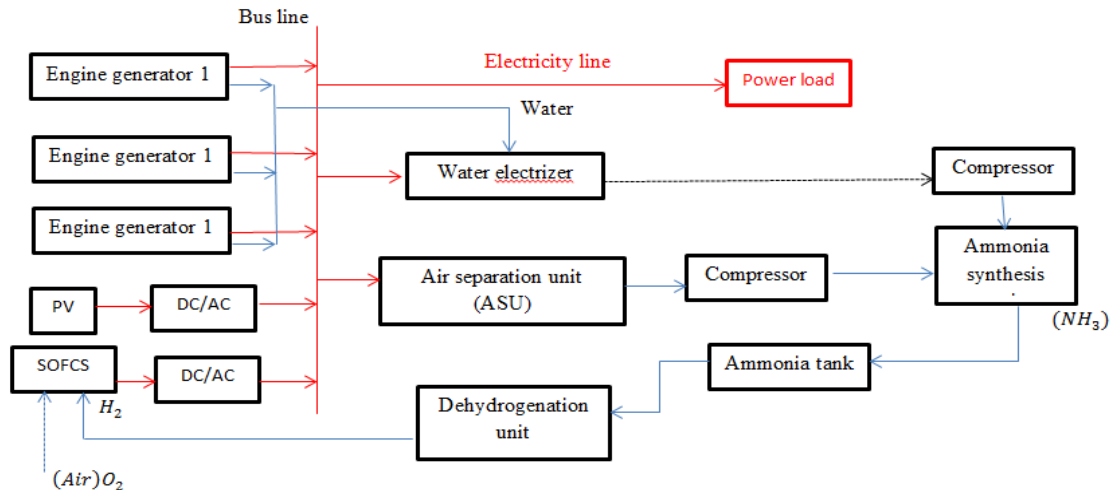 Bus line
Engine generator 1
Electricity line
Power load
Water
Engine generator 1
Water electrizer
Compressor
Engine generator 1
Ammonia
synthesis
.
Air separation unit
(ASU)
Compressor
PV
DC/AC
(NH₃)
SOFCS
DC/AC
Ammonia tank
H₂
Dehydrogenation
unit
(Air)O₂